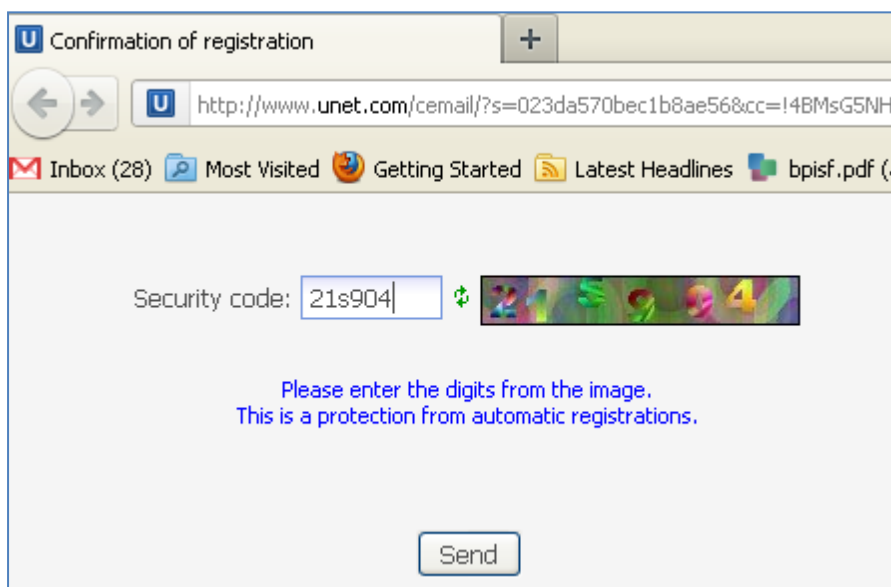 U Confirmation of registration +
U http://www.unet.com/cemail/?s=023da570bec1b8ae56&cc=!4BMsG5NH
Inbox (28) Most Visited Getting Started Latest Headlines bpisf.pdf (
Security code: 21s904
Please enter the digits from the image.
This is a protection from automatic registrations.
Send